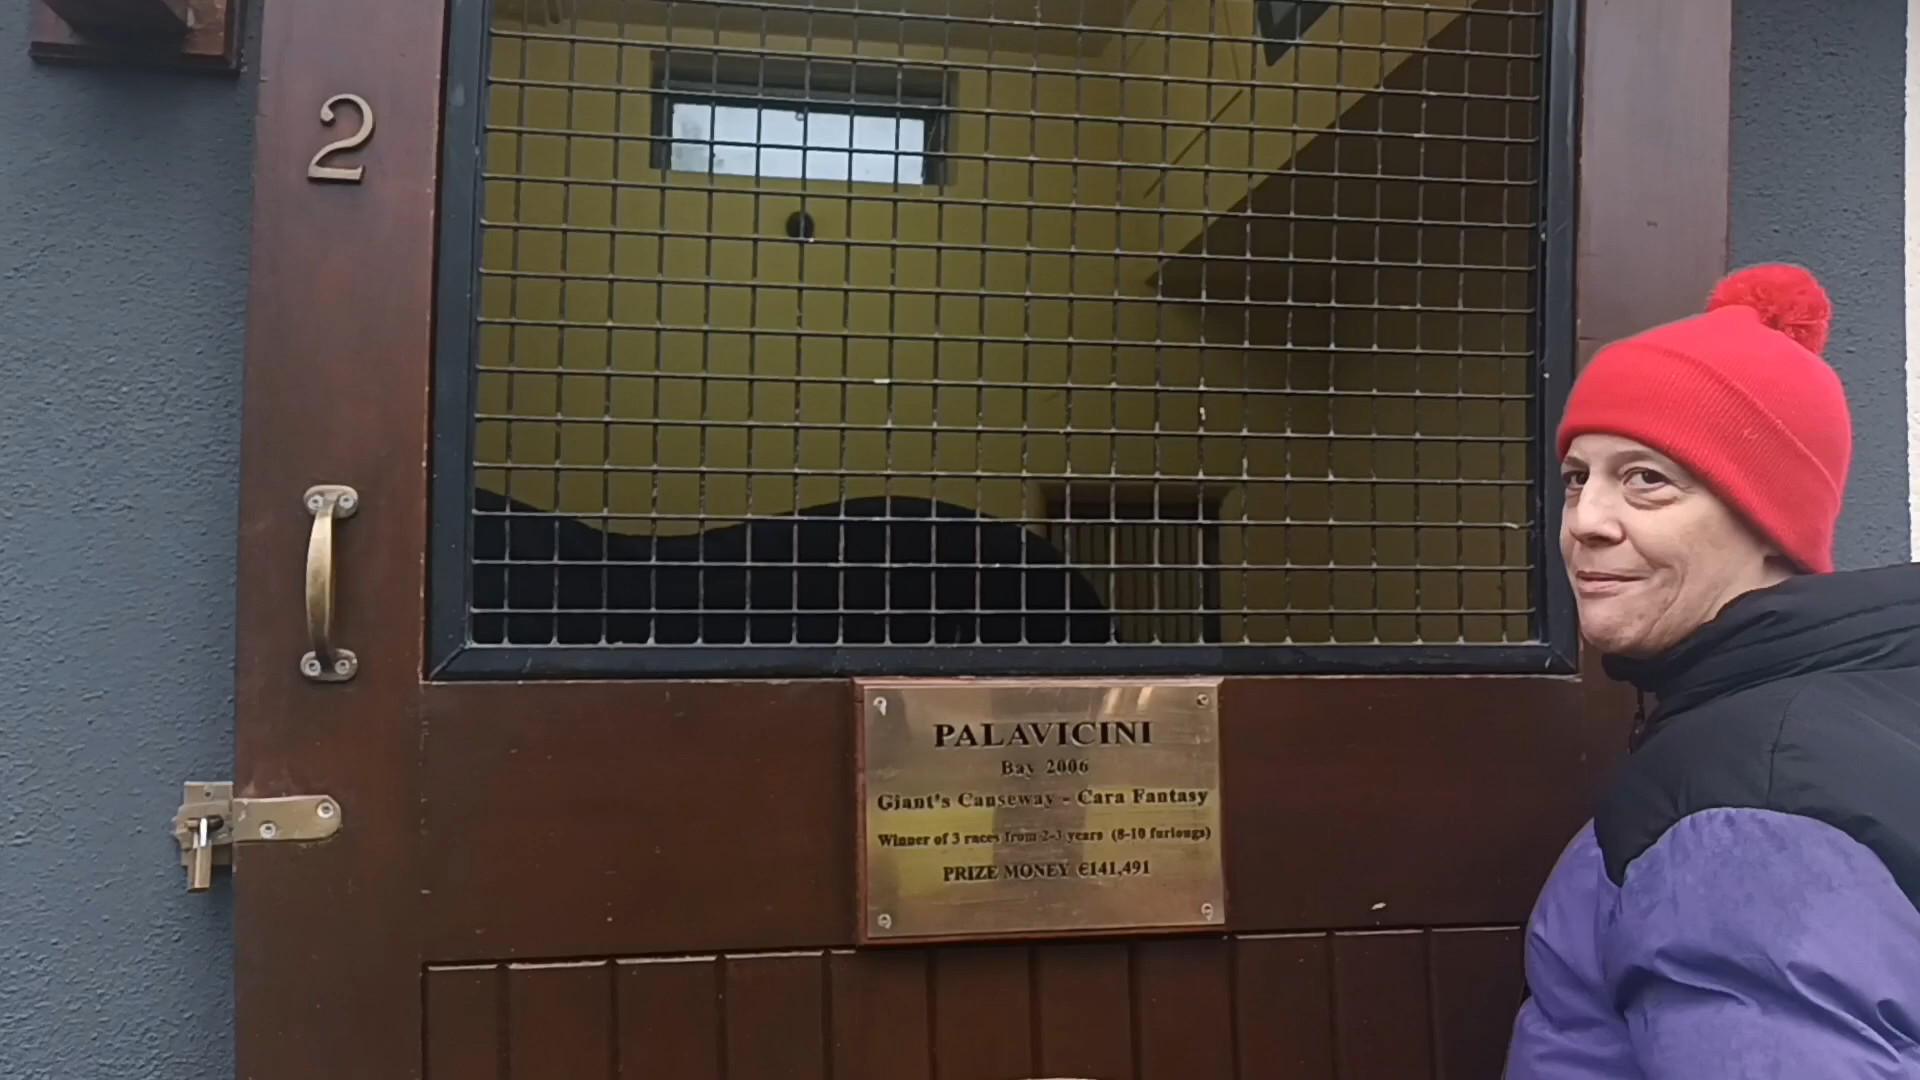 2
PALAVICINI
Bay 2006
Giant's Causeway - Cara Fantasy
Winner of 3 races from 2-3 years (8-10 furlongs)
PRIZE MONEY €141,491